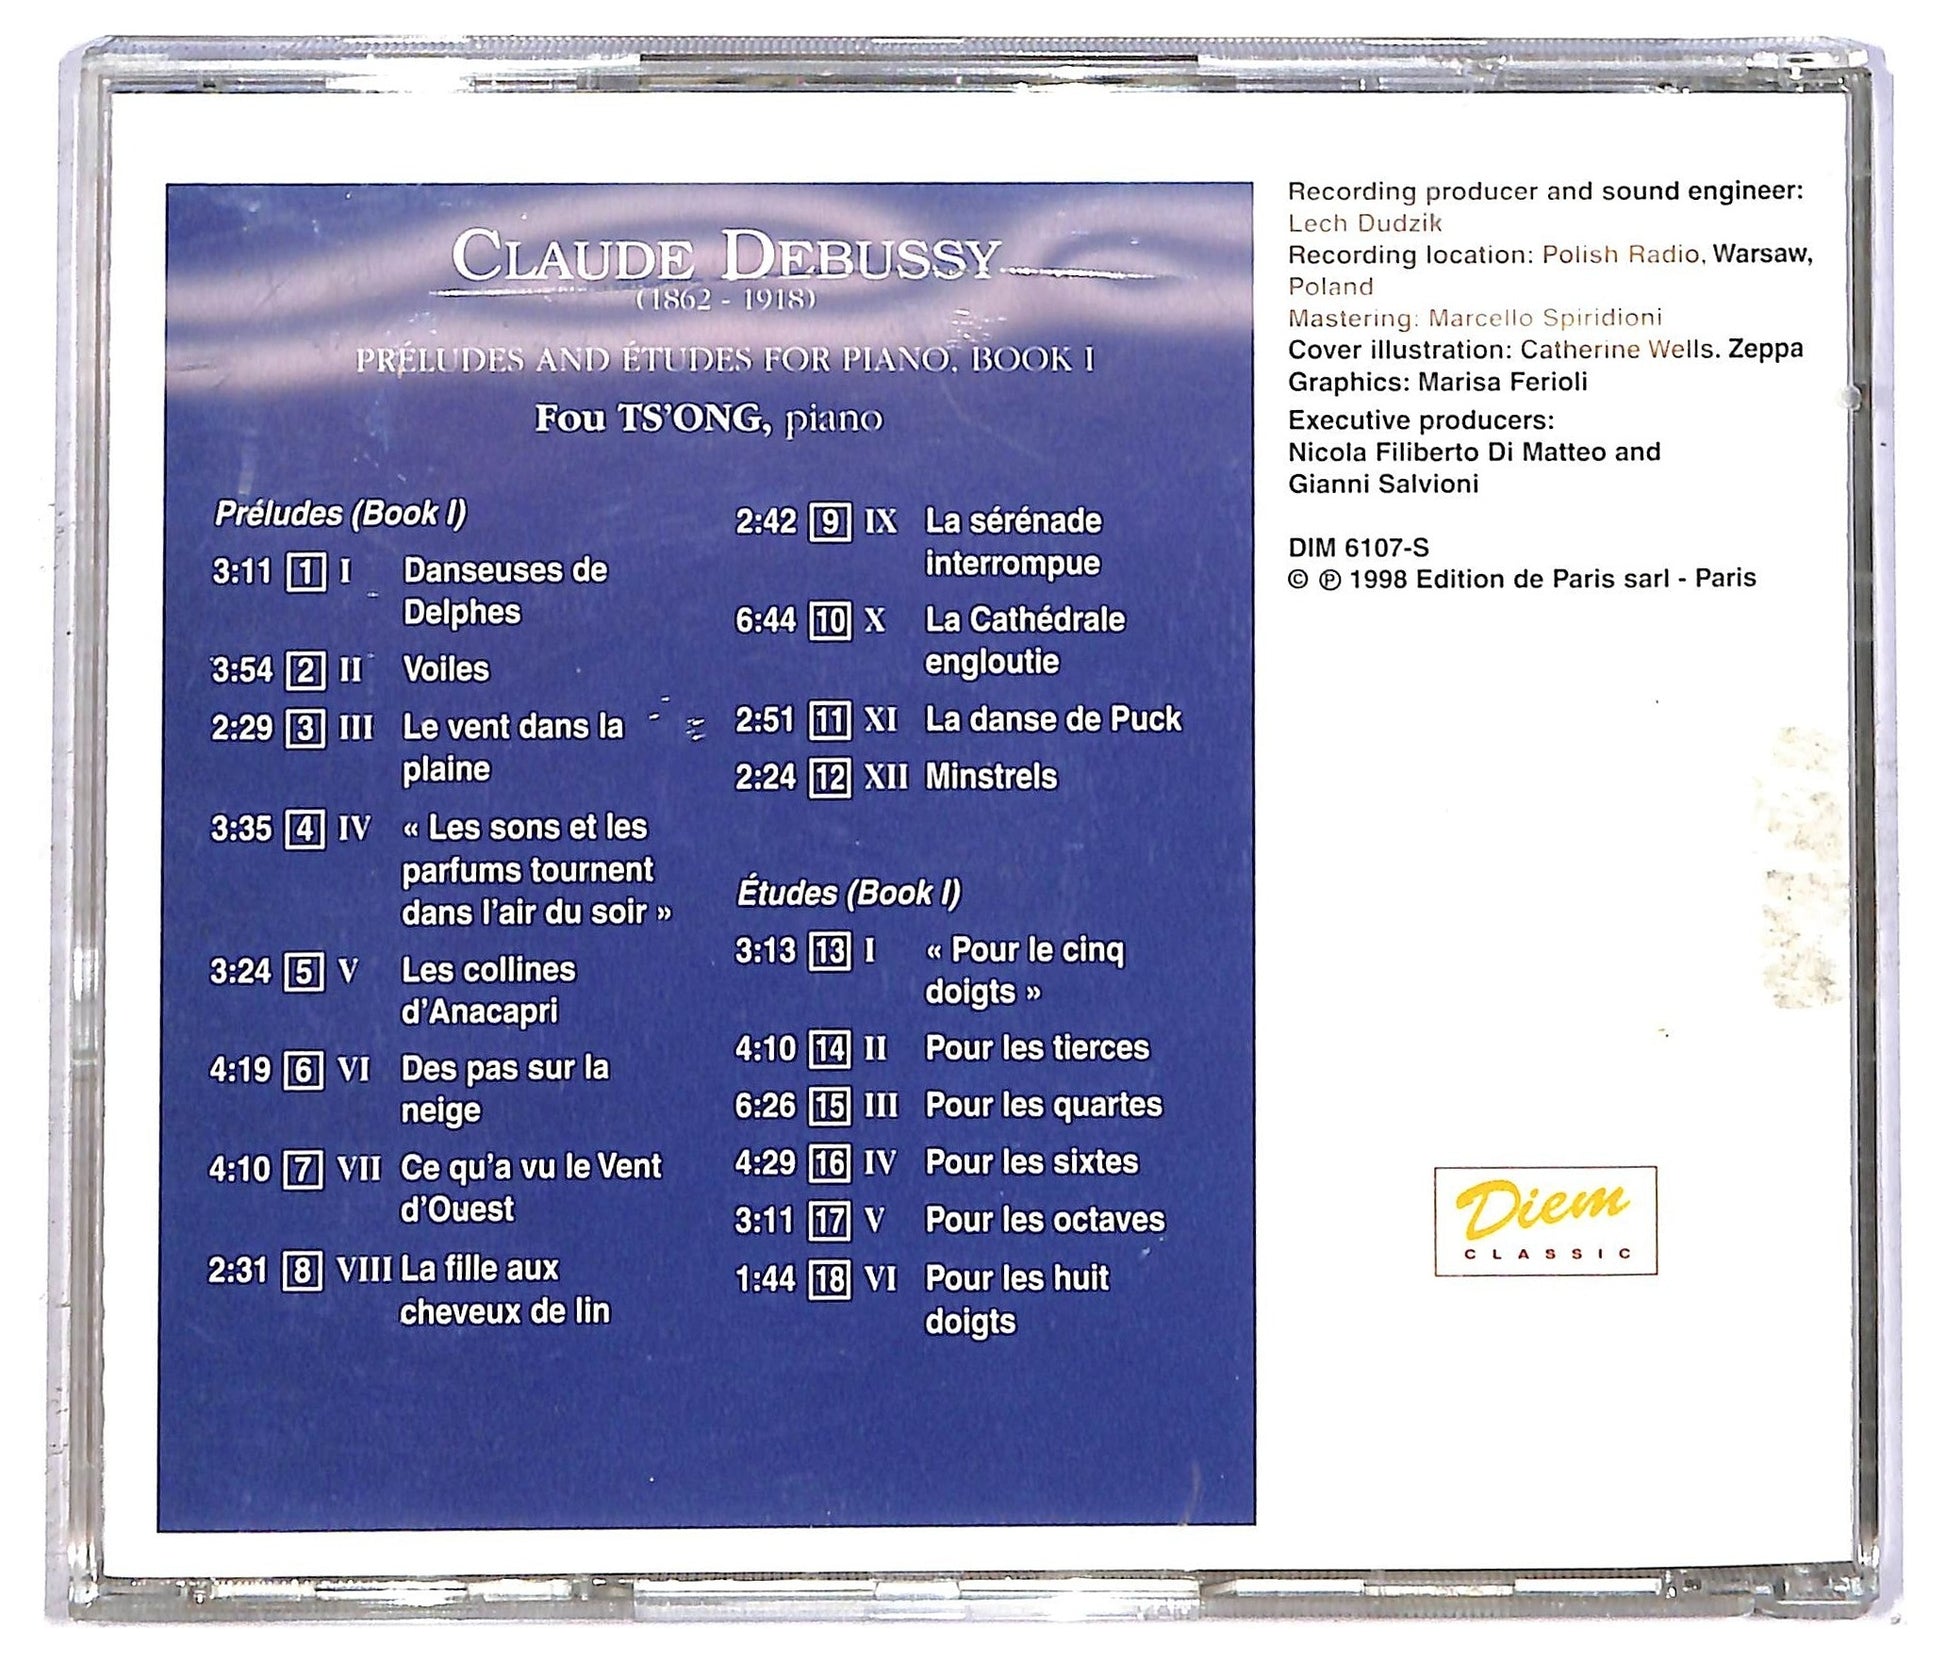 CLAUDE DEBUSSY
(1862 - 1918)
PRÉLUDES AND ÉTUDES FOR PIANO, BOOK I
Fou TS'ONG, piano
Préludes (Book I)
3:11 1 I Danseuses de
Delphes
3:54 2 II Voiles
2:29 3 III Le vent dans la
plaine
3:35 4 IV « Les sons et les
parfums tournent
dans l'air du soir »
3:24 5 V Les collines
d'Anacapri
4:19 6 VI Des pas sur la
neige
4:10 7 VII Ce qu'a vu le Vent
d'Ouest
2:31 8 VIII La fille aux
cheveux de lin
2:42 9 IX La sérénade
interrompue
6:44 10 X La Cathédrale
engloutie
2:51 11 XI La danse de Puck
2:24 12 XII Minstrels
Études (Book I)
3:13 13 I « Pour le cinq
doigts »
4:10 14 II Pour les tierces
6:26 15 III Pour les quartes
4:29 16 IV Pour les sixtes
3:11 17 V Pour les octaves
1:44 18 VI Pour les huit
doigts
Recording producer and sound engineer:
Lech Dudzik
Recording location: Polish Radio, Warsaw,
Poland
Mastering: Marcello Spiridioni
Cover illustration: Catherine Wells. Zeppa
Graphics: Marisa Ferioli
Executive producers:
Nicola Filiberto Di Matteo and
Gianni Salvioni
DIM 6107-S
© ℗ 1998 Edition de Paris sarl - Paris
Diem
CLASSIC